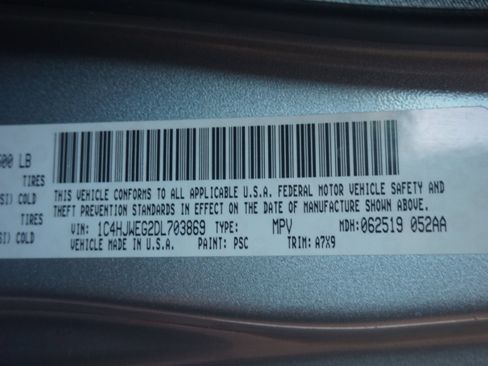 500 LB
TIRES
SI) COLD
TIRES
SI) COLD
THIS VEHICLE CONFORMS TO ALL APPLICABLE U.S.A. FEDERAL MOTOR VEHICLE SAFETY AND
THEFT PREVENTION STANDARDS IN EFFECT ON THE DATE OF MANUFACTURE SHOWN ABOVE.
VIN: 1C4HJWEG2DL703869 TYPE: MPV MDH: 062519 052AA
VEHICLE MADE IN U.S.A. PAINT: PSC TRIM: A7X9